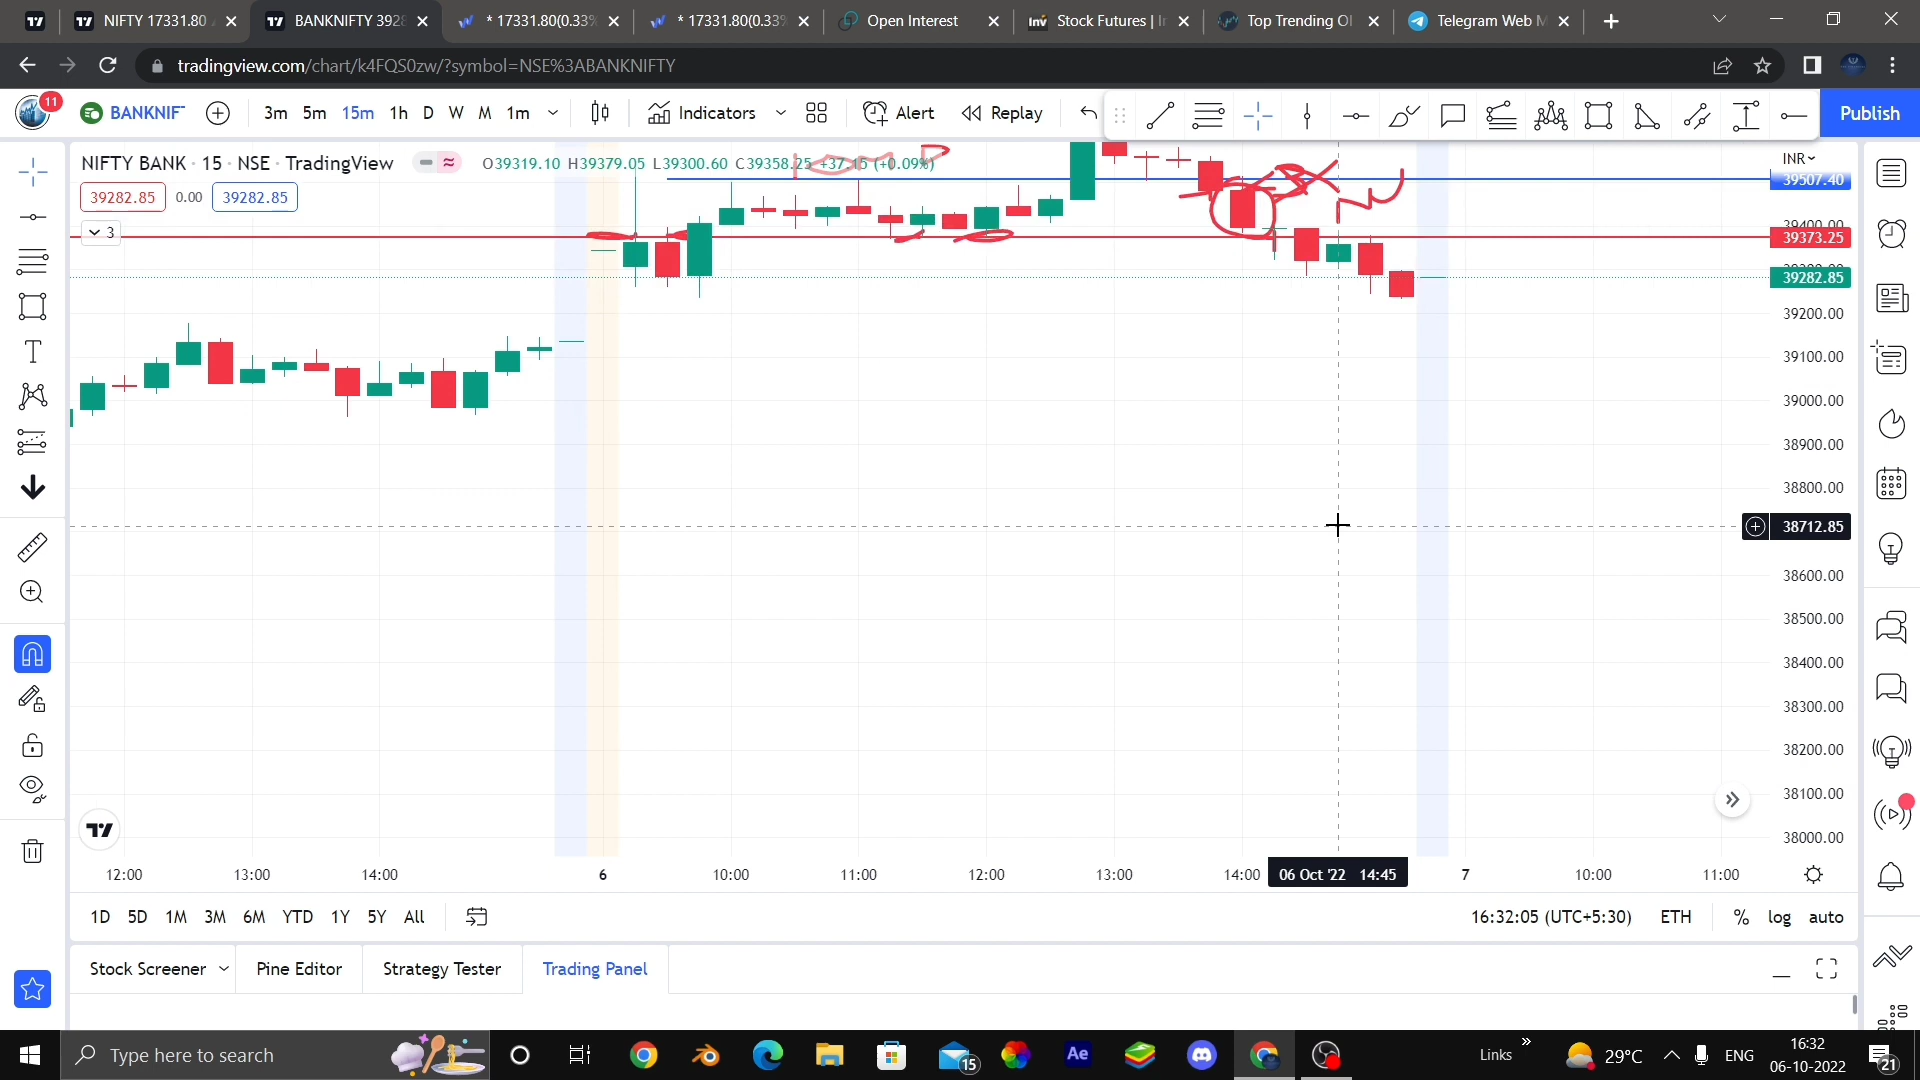 NIFTY 17331.80
BANKNIFTY 3928
* 17331.80(0.33%
* 17331.80(0.33%
Open Interest
Stock Futures | I
Top Trending OI
Telegram Web
tradingview.com/chart/k4FQS0zw/?symbol=NSE%3ABANKNIFTY
11
BANKNIF
3m 5m 15m 1h D W M 1m
Indicators
Alert
Replay
Publish
NIFTY BANK · 15 · NSE · TradingView
O39319.10 H39379.05 L39300.60 C39358.25 +37.15 (+0.09%)
INR
39282.85 0.00 39282.85
3
39507.40
39400.00
39373.25
39282.85
39200.00
39100.00
39000.00
38900.00
38800.00
38712.85
38600.00
38500.00
38400.00
38300.00
38200.00
38100.00
38000.00
12:00 13:00 14:00 6 10:00 11:00 12:00 13:00 14:00 06 Oct '22 14:45 7 10:00 11:00
1D 5D 1M 3M 6M YTD 1Y 5Y All
16:32:05 (UTC+5:30) ETH % log auto
Stock Screener Pine Editor Strategy Tester Trading Panel
Type here to search
15
Ae
Links
29°C
ENG
16:32
06-10-2022
21